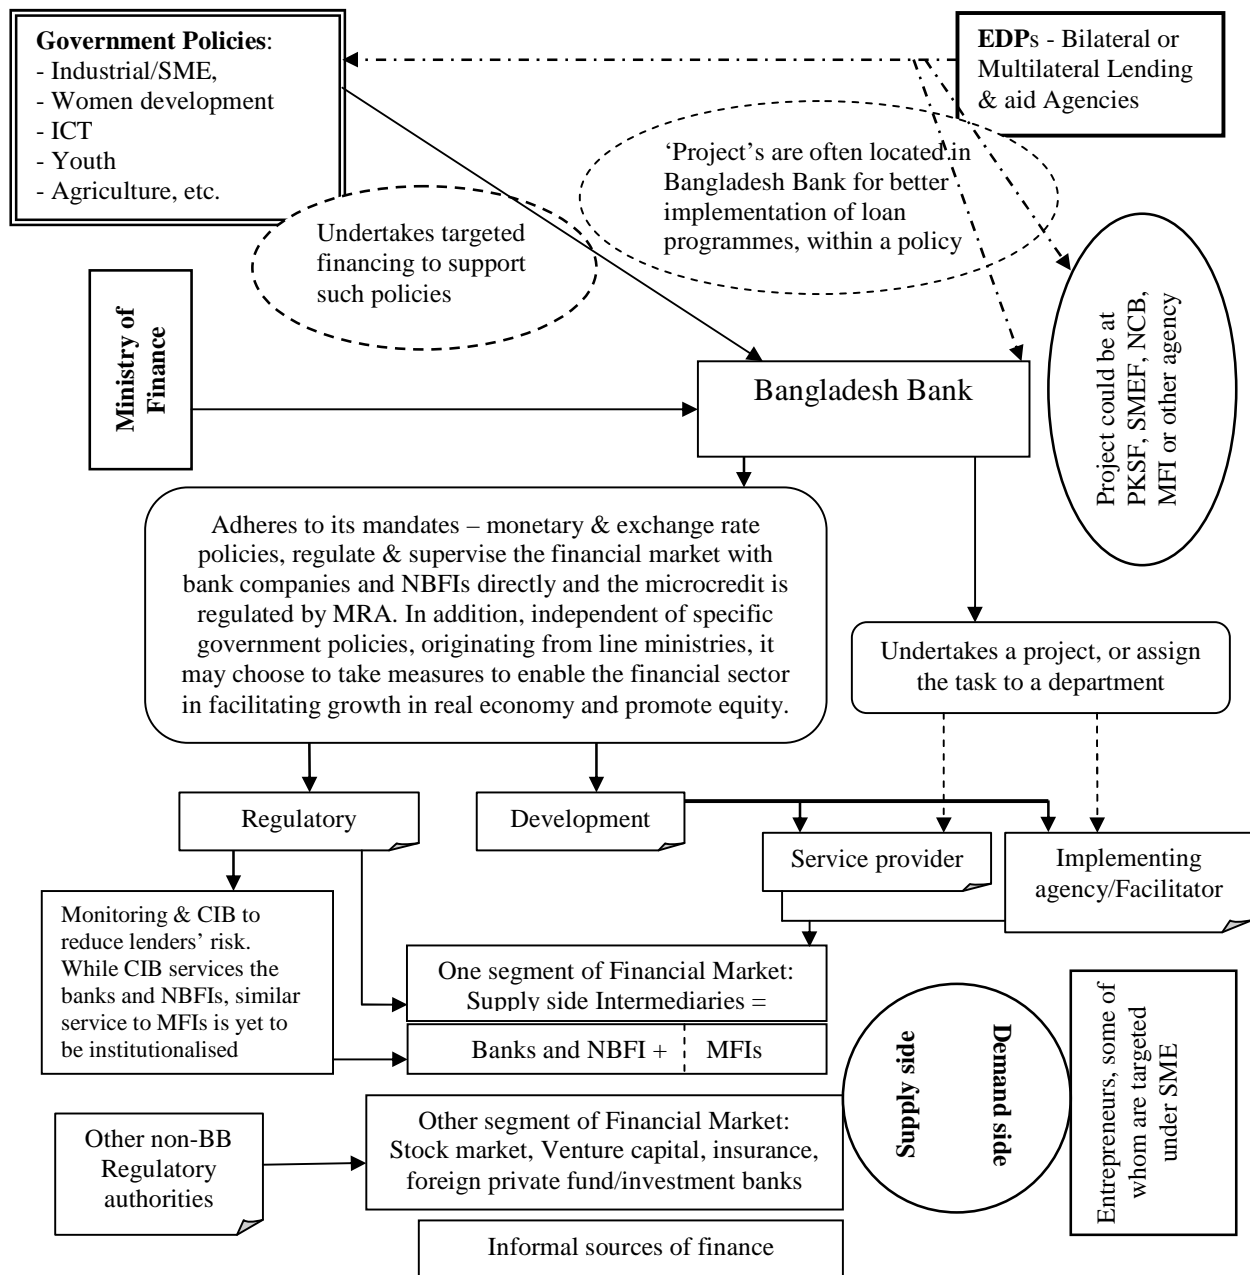 Government Policies:
- Industrial/SME,
- Women development
- ICT
- Youth
- Agriculture, etc.
EDPs - Bilateral or
Multilateral Lending
& aid Agencies
‘Project’s are often located in
Bangladesh Bank for better
implementation of loan
programmes, within a policy
Undertakes targeted
financing to support
such policies
Ministry of
Finance
Bangladesh Bank
Project could be at
PKSF, SMEF, NCB,
MFI or other agency
Adheres to its mandates – monetary & exchange rate
policies, regulate & supervise the financial market with
bank companies and NBFIs directly and the microcredit is
regulated by MRA. In addition, independent of specific
government policies, originating from line ministries, it
may choose to take measures to enable the financial sector
in facilitating growth in real economy and promote equity.
Undertakes a project, or assign
the task to a department
Regulatory
Development
Service provider
Implementing
agency/Facilitator
Monitoring & CIB to
reduce lenders’ risk.
While CIB services the
banks and NBFIs, similar
service to MFIs is yet to
be institutionalised
One segment of Financial Market:
Supply side Intermediaries =
Banks and NBFI + MFIs
Supply side
Demand side
Entrepreneurs, some of
whom are targeted
under SME
Other non-BB
Regulatory
authorities
Other segment of Financial Market:
Stock market, Venture capital, insurance,
foreign private fund/investment banks
Informal sources of finance